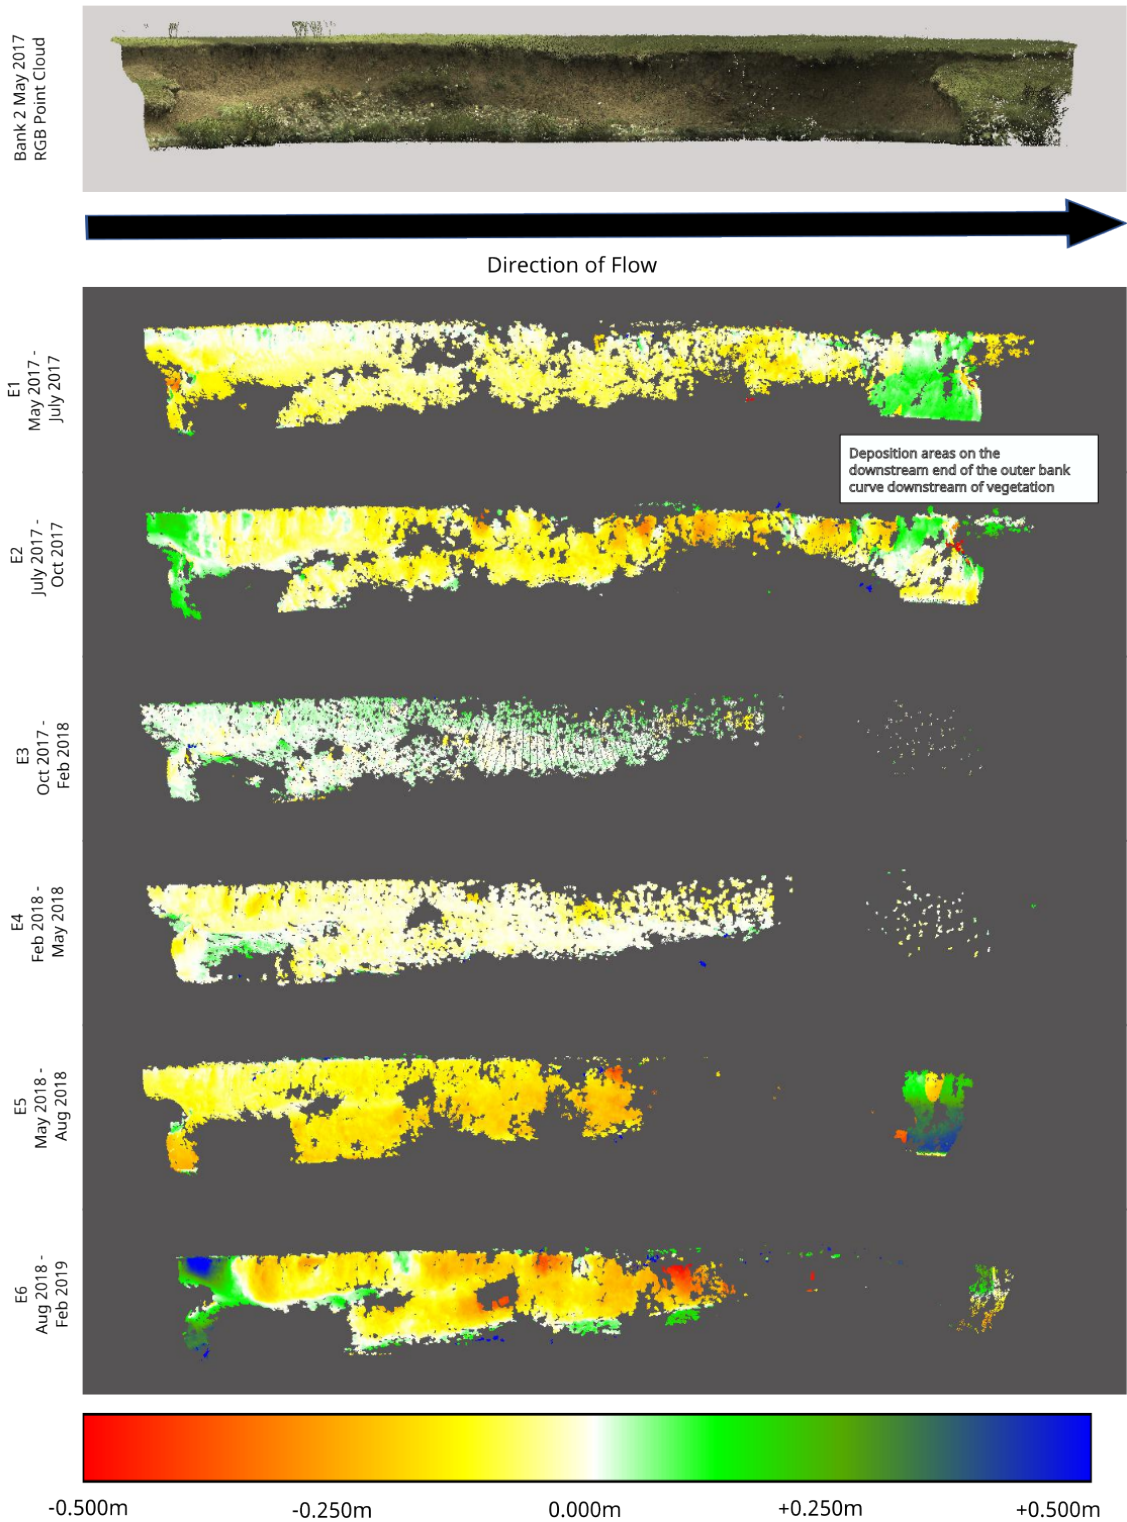 Bank 2 May 2017
RGB Point Cloud
Direction of Flow
E1
May 2017 -
July 2017
Deposition areas on the
downstream end of the outer bank
curve downstream of vegetation
E2
July 2017 -
Oct 2017
E3
Oct 2017 -
Feb 2018
E4
Feb 2018 -
May 2018
E5
May 2018 -
Aug 2018
E6
Aug 2018 -
Feb 2019
-0.500m
-0.250m
0.000m
+0.250m
+0.500m